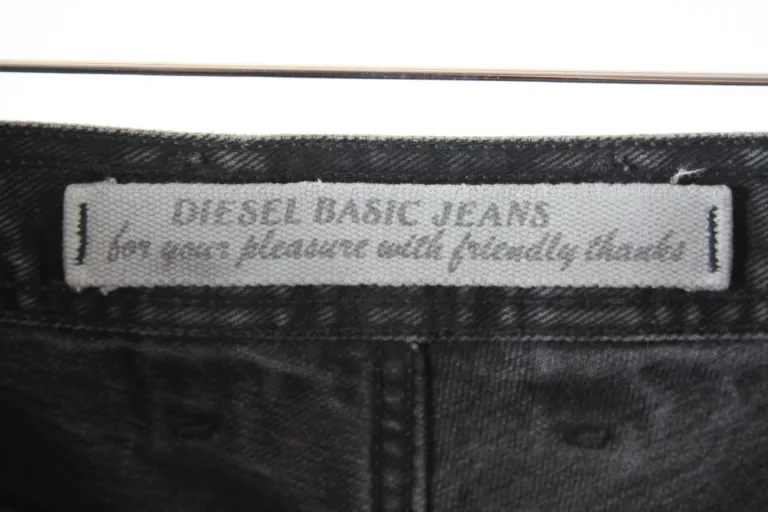 DIESEL BASIC JEANS
for your pleasure with friendly thanks